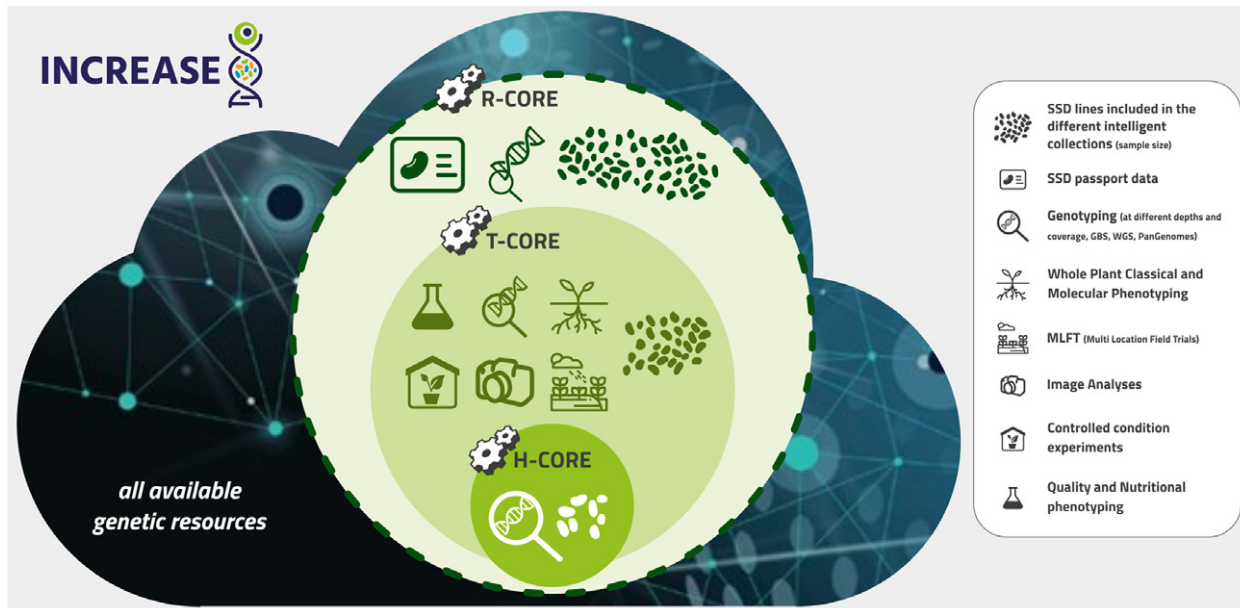 INCREASE
R-CORE
T-CORE
H-CORE
all available
genetic resources
SSD lines included in the
different intelligent
collections (sample size)
SSD passport data
Genotyping (at different depths and
coverage, GBS, WGS, PanGenomes)
Whole Plant Classical and
Molecular Phenotyping
MLFT (Multi Location Field Trials)
Image Analyses
Controlled condition
experiments
Quality and Nutritional
phenotyping